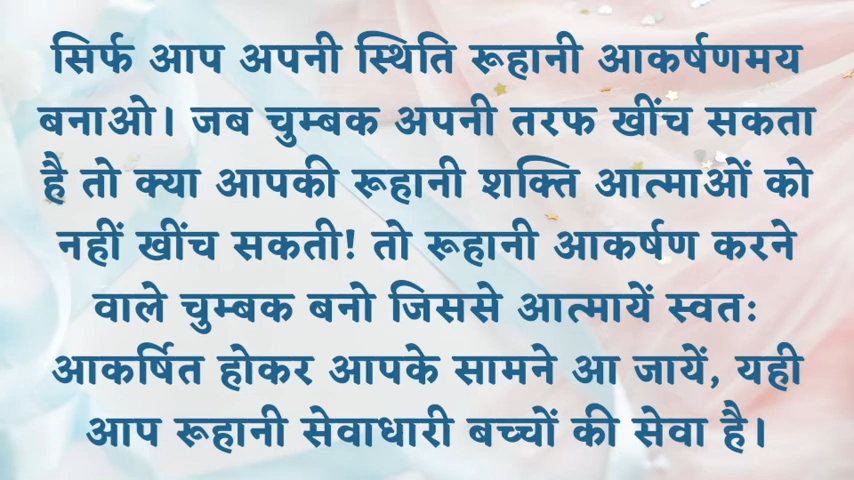 सिर्फ आप अपनी स्थिति रूहानी आकर्षणमय
बनाओ। जब चुम्बक अपनी तरफ खींच सकता
है तो क्या आपकी रूहानी शक्ति आत्माओं को
नहीं खींच सकती! तो रूहानी आकर्षण करने
वाले चुम्बक बनो जिससे आत्मायें स्वतः
आकर्षित होकर आपके सामने आ जायें, यही
आप रूहानी सेवाधारी बच्चों की सेवा है।